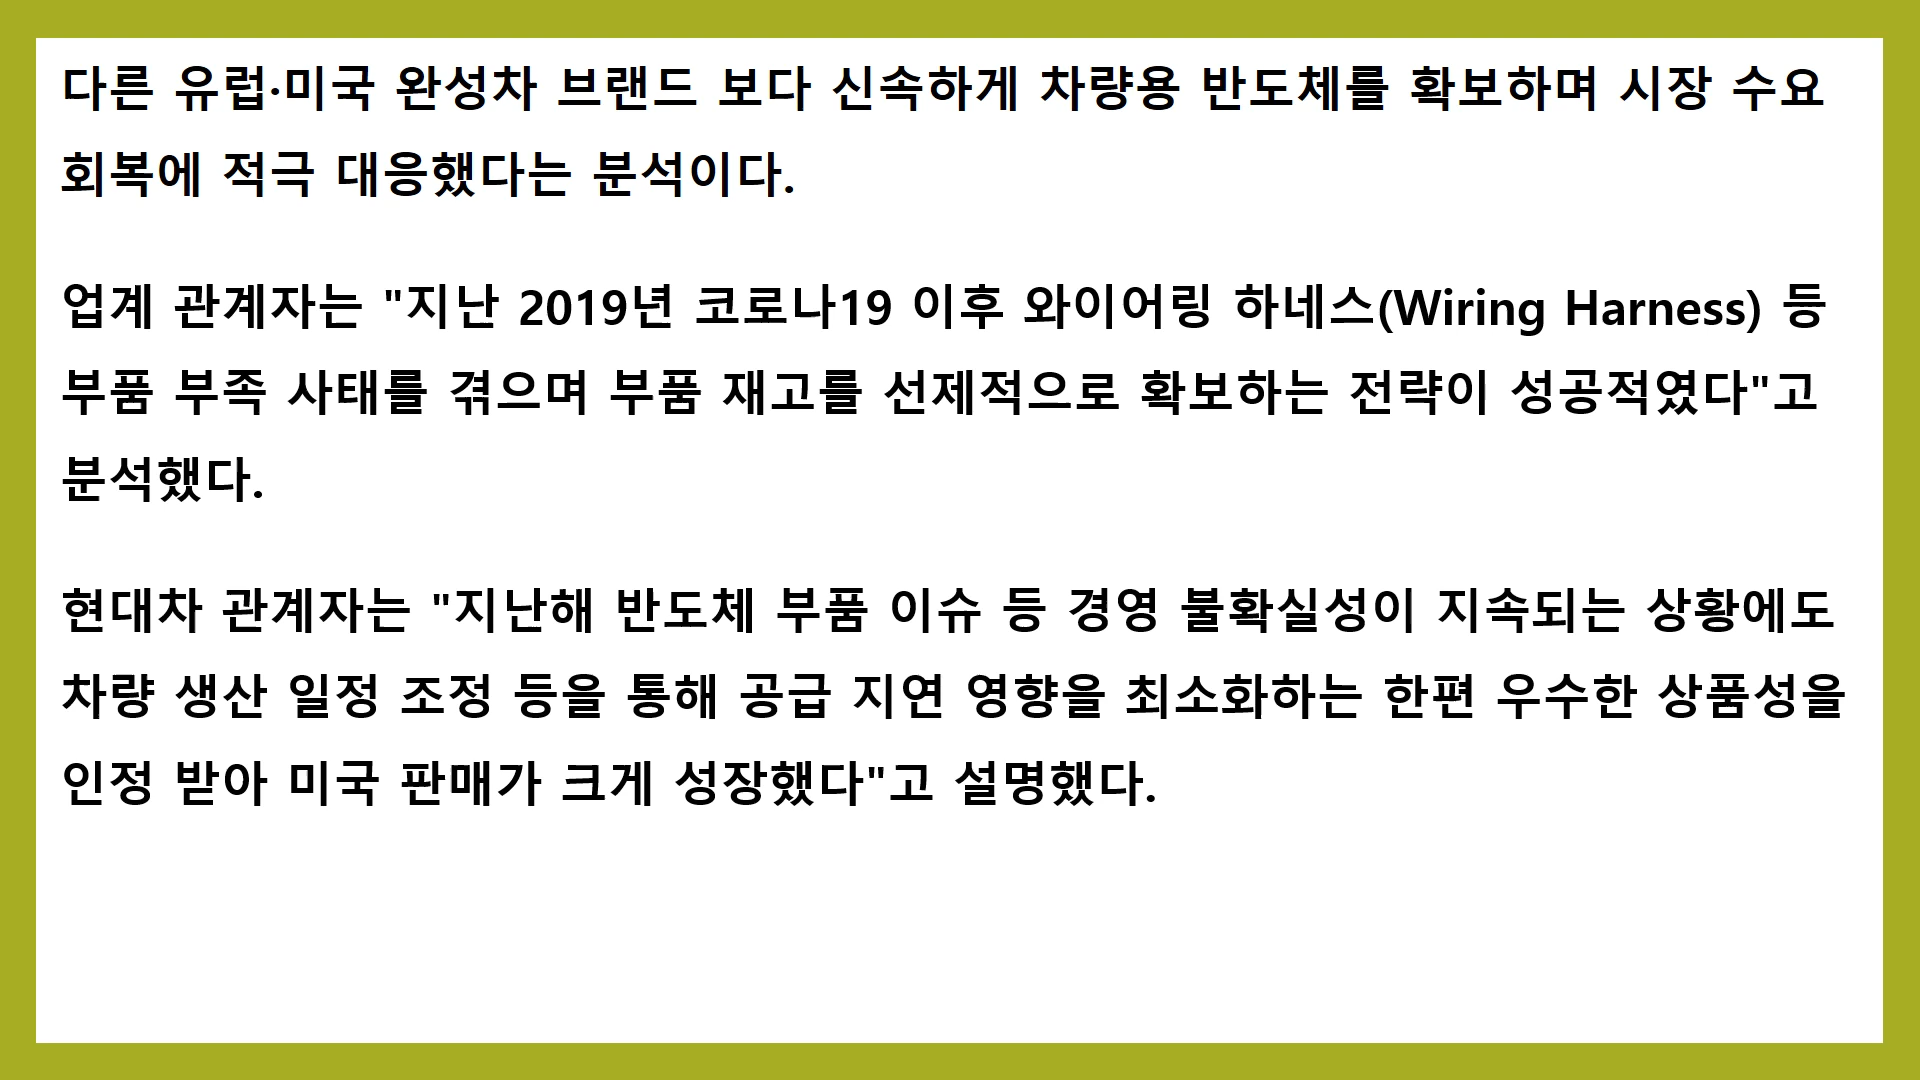 다른 유럽·미국 완성차 브랜드 보다 신속하게 차량용 반도체를 확보하며 시장 수요
회복에 적극 대응했다는 분석이다.
업계 관계자는 "지난 2019년 코로나19 이후 와이어링 하네스(Wiring Harness) 등
부품 부족 사태를 겪으며 부품 재고를 선제적으로 확보하는 전략이 성공적였다"고
분석했다.
현대차 관계자는 "지난해 반도체 부품 이슈 등 경영 불확실성이 지속되는 상황에도
차량 생산 일정 조정 등을 통해 공급 지연 영향을 최소화하는 한편 우수한 상품성을
인정 받아 미국 판매가 크게 성장했다"고 설명했다.